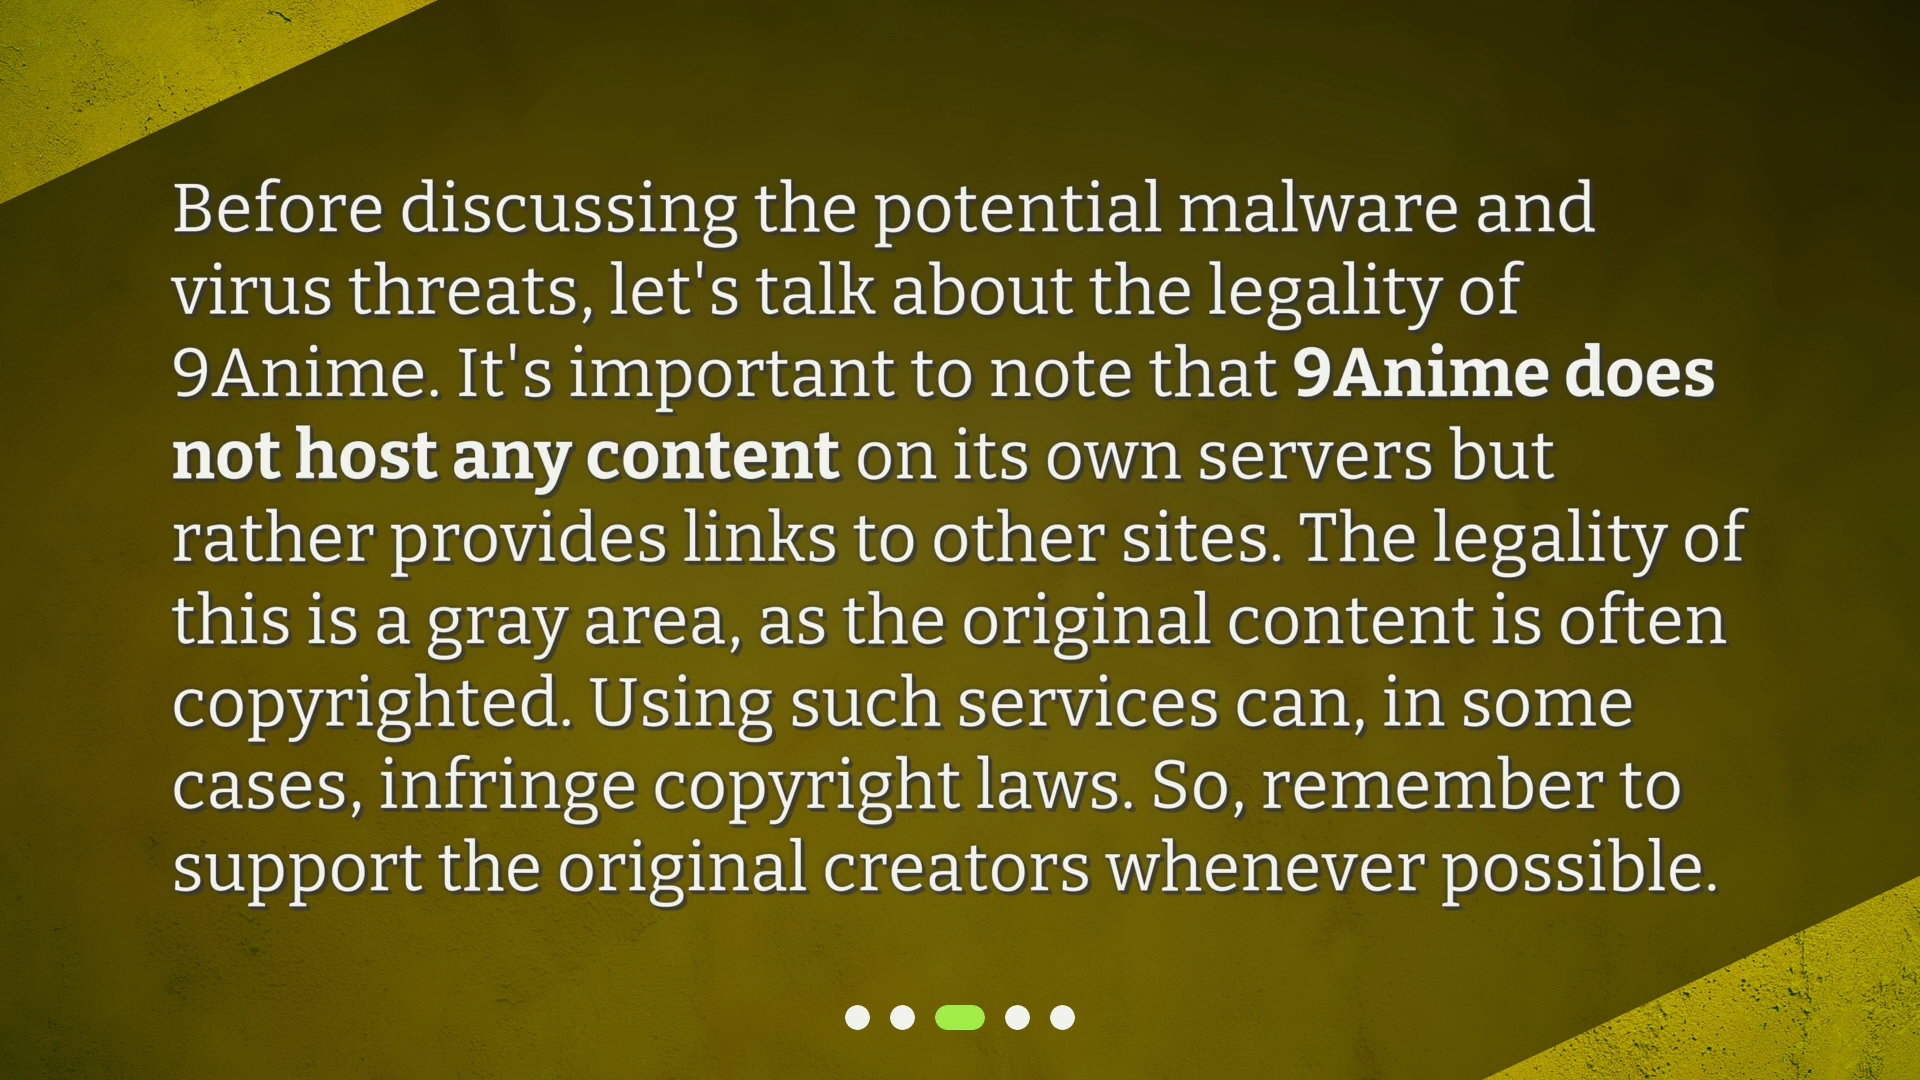 Before discussing the potential malware and
virus threats, let's talk about the legality of
9Anime. It's important to note that 9Anime does
not host any content on its own servers but
rather provides links to other sites. The legality of
this is a gray area, as the original content is often
copyrighted. Using such services can, in some
cases, infringe copyright laws. So, remember to
support the original creators whenever possible.